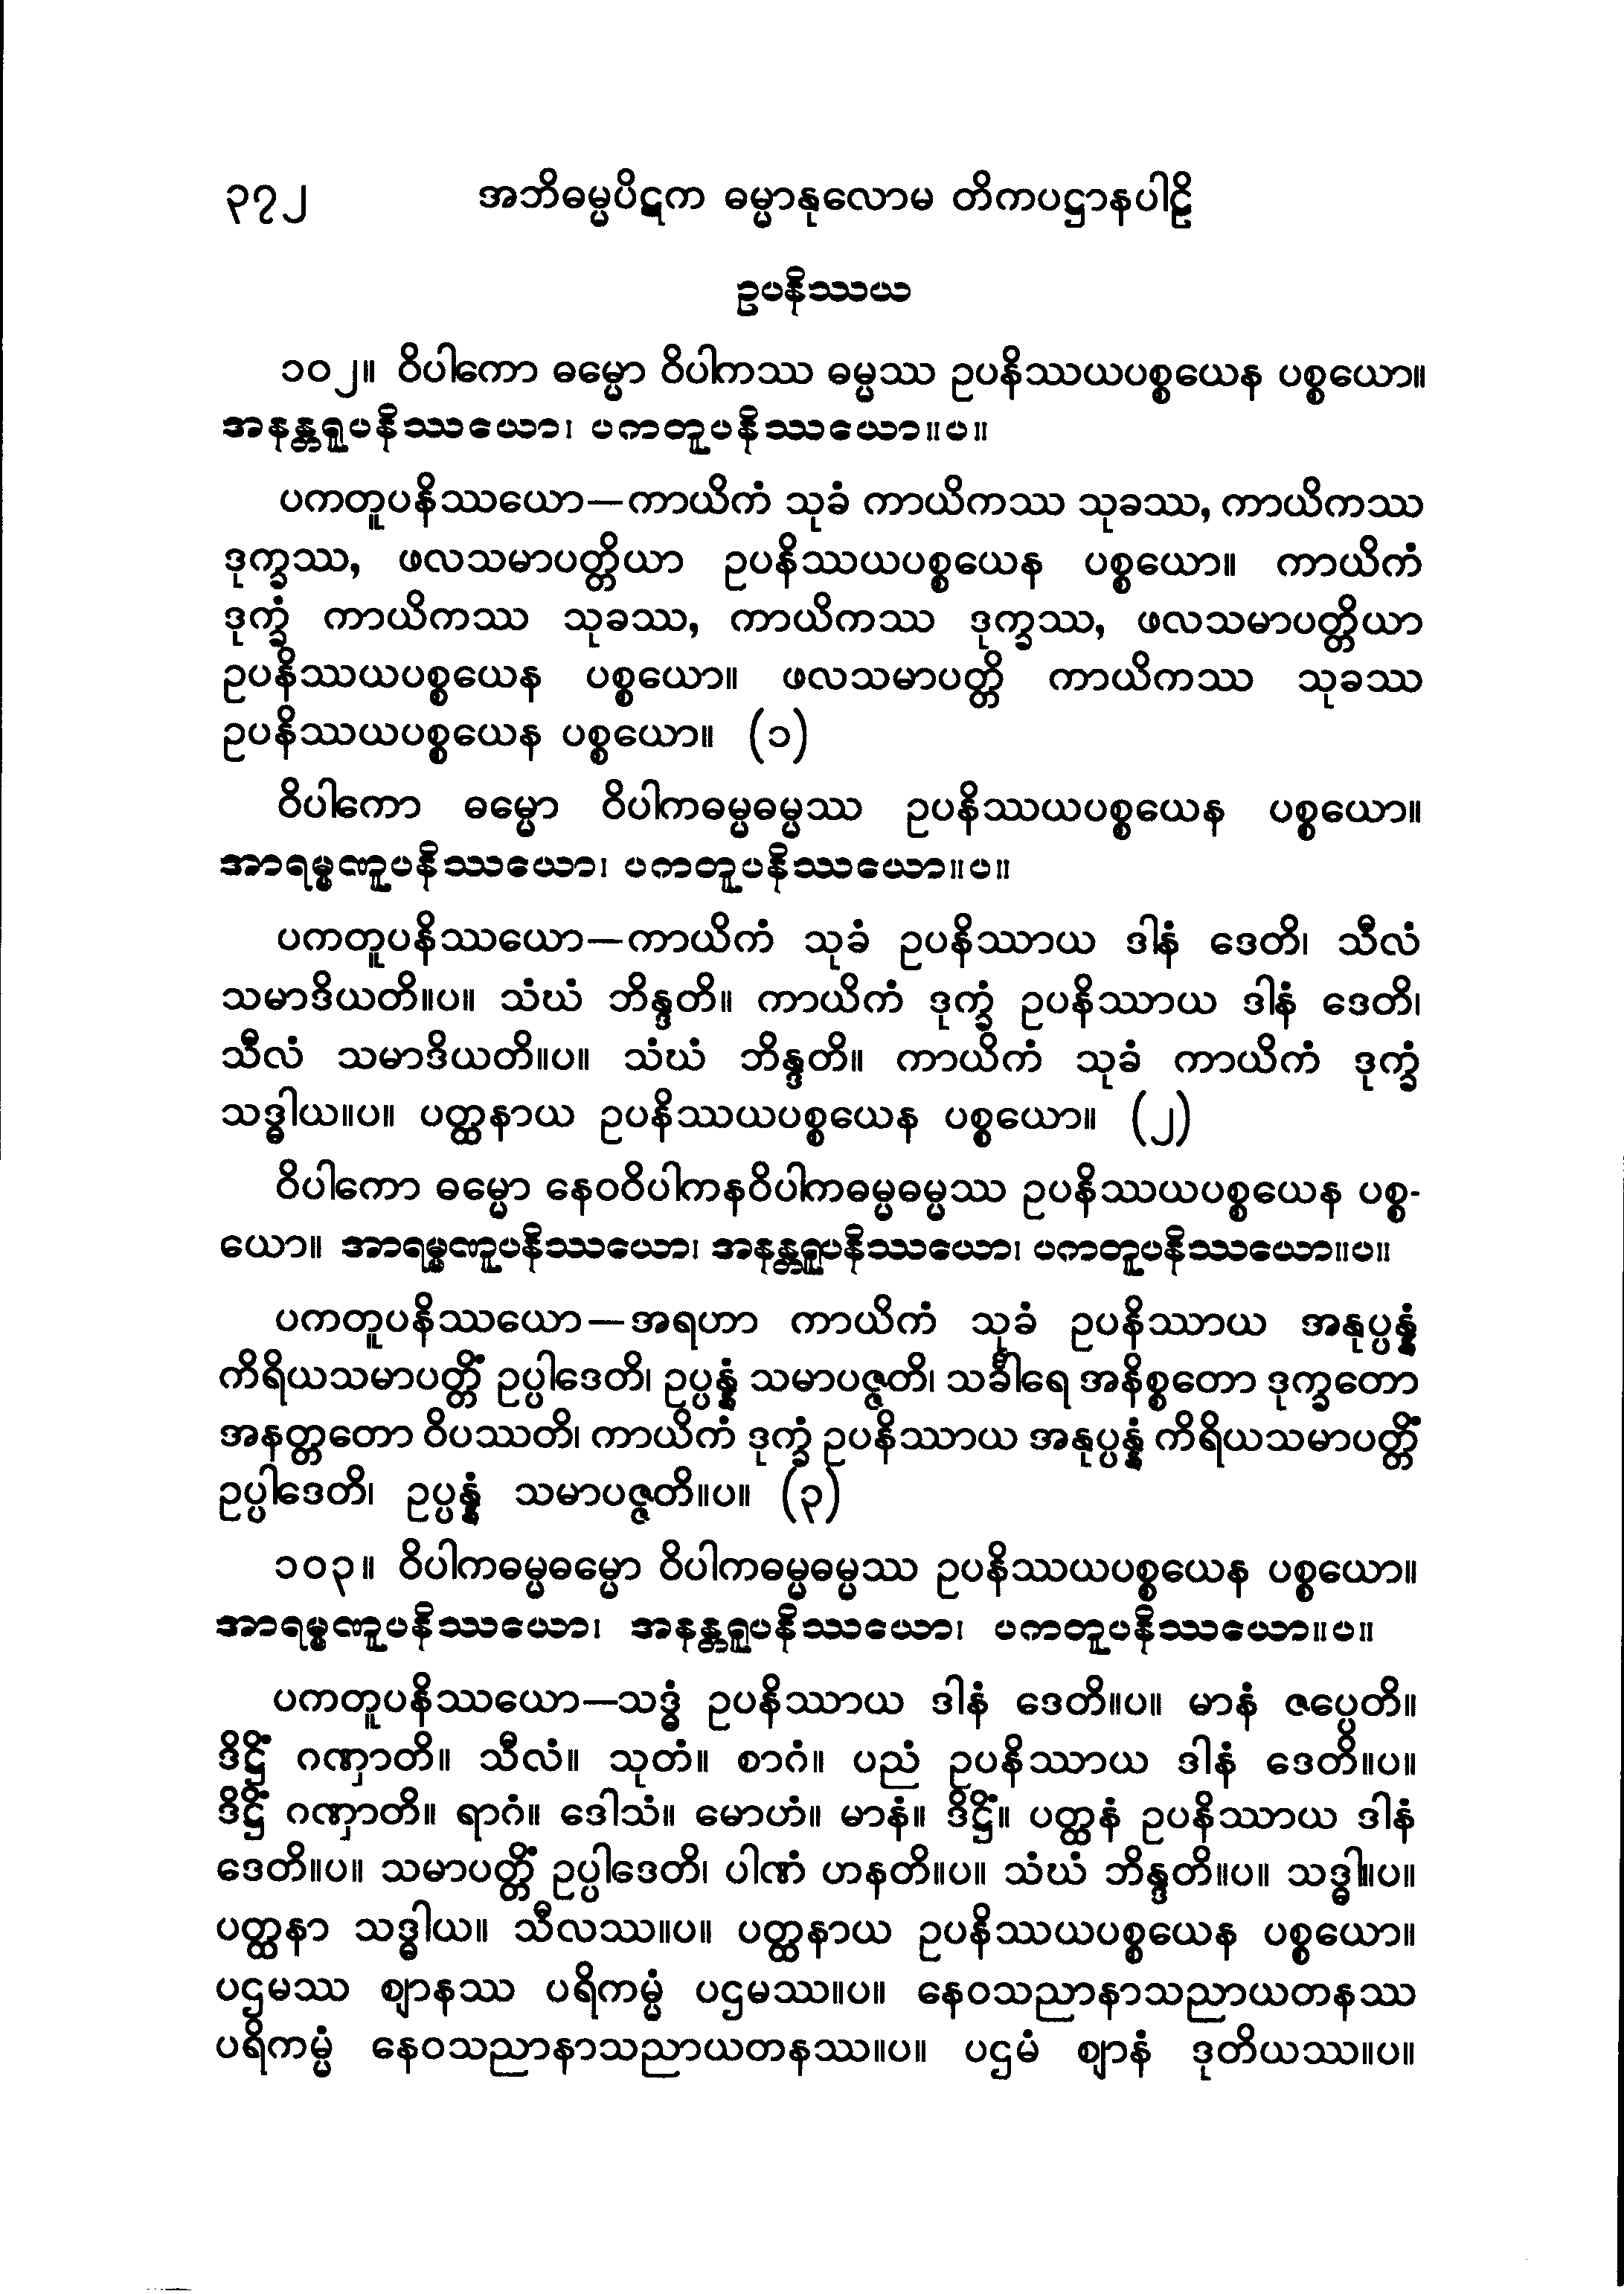 ၃၇၂ အဘိဓမ္မပိဋက ဓမ္မာနုလောမ တိကပဋ္ဌာနပါဠိ
ဥပနိဿယ
၁၀၂။ ဝိပါကော ဓမ္မော ဝိပါကဿ ဓမ္မဿ ဥပနိဿယပစ္စယေန ပစ္စယော။
အနန္တရူပနိဿယော၊ ပကတူပနိဿယော။ပ။
ပကတူပနိဿယော—ကာယိကံ သုခံ ကာယိကဿ သုခဿ, ကာယိကဿ
ဒုက္ခဿ, ဖလသမာပတ္တိယာ ဥပနိဿယပစ္စယေန ပစ္စယော။ ကာယိကံ
ဒုက္ခံ ကာယိကဿ သုခဿ, ကာယိကဿ ဒုက္ခဿ, ဖလသမာပတ္တိယာ
ဥပနိဿယပစ္စယေန ပစ္စယော။ ဖလသမာပတ္တိ ကာယိကဿ သုခဿ
ဥပနိဿယပစ္စယေန ပစ္စယော။ (၁)
ဝိပါကော ဓမ္မော ဝိပါကဓမ္မဓမ္မဿ ဥပနိဿယပစ္စယေန ပစ္စယော။
အာရမ္မဏူပနိဿယော၊ ပကတူပနိဿယော။ပ။
ပကတူပနိဿယော—ကာယိကံ သုခံ ဥပနိဿာယ ဒါနံ ဒေတိ၊ သီလံ
သမာဒိယတိ။ပ။ သံဃံ ဘိန္ဒတိ။ ကာယိကံ ဒုက္ခံ ဥပနိဿာယ ဒါနံ ဒေတိ၊
သီလံ သမာဒိယတိ။ပ။ သံဃံ ဘိန္ဒတိ။ ကာယိကံ သုခံ ကာယိကံ ဒုက္ခံ
သဒ္ဓါယ။ပ။ ပတ္ထနာယ ဥပနိဿယပစ္စယေန ပစ္စယော။ (၂)
ဝိပါကော ဓမ္မော နေဝဝိပါကနဝိပါကဓမ္မဓမ္မဿ ဥပနိဿယပစ္စယေန ပစ္စ-
ယော။ အာရမ္မဏူပနိဿယော၊ အနန္တရူပနိဿယော၊ ပကတူပနိဿယော။ပ။
ပကတူပနိဿယော—အရဟာ ကာယိကံ သုခံ ဥပနိဿာယ အနုပ္ပန္နံ
ကိရိယသမာပတ္တိံ ဥပ္ပါဒေတိ၊ ဥပ္ပန္နံ သမာပဇ္ဇတိ၊ သင်္ခါရေ အနိစ္စတော ဒုက္ခတော
အနတ္တတော ဝိပဿတိ၊ ကာယိကံ ဒုက္ခံ ဥပနိဿာယ အနုပ္ပန္နံ ကိရိယသမာပတ္တိံ
ဥပ္ပါဒေတိ၊ ဥပ္ပန္နံ သမာပဇ္ဇတိ။ပ။ (၃)
၁၀၃။ ဝိပါကဓမ္မဓမ္မော ဝိပါကဓမ္မဓမ္မဿ ဥပနိဿယပစ္စယေန ပစ္စယော။
အာရမ္မဏူပနိဿယော၊ အနန္တရူပနိဿယော၊ ပကတူပနိဿယော။ပ။
ပကတူပနိဿယော—သဒ္ဓံ ဥပနိဿာယ ဒါနံ ဒေတိ။ပ။ မာနံ ဇပ္ပေတိ။
ဒိဋ္ဌိံ ဂဏှာတိ။ သီလံ။ သုတံ။ စာဂံ။ ပညံ ဥပနိဿာယ ဒါနံ ဒေတိ။ပ။
ဒိဋ္ဌိံ ဂဏှာတိ။ ရာဂံ။ ဒေါသံ။ မောဟံ။ မာနံ။ ဒိဋ္ဌိံ။ ပတ္ထနံ ဥပနိဿာယ ဒါနံ
ဒေတိ။ပ။ သမာပတ္တိံ ဥပ္ပါဒေတိ၊ ပါဏံ ဟနတိ။ပ။ သံဃံ ဘိန္ဒတိ။ပ။ သဒ္ဓါ။ပ။
ပတ္ထနာ သဒ္ဓါယ။ သီလဿ။ပ။ ပတ္ထနာယ ဥပနိဿယပစ္စယေန ပစ္စယော။
ပဌမဿ ဈာနဿ ပရိကမ္မံ ပဌမဿ။ပ။ နေဝသညာနာသညာယတနဿ
ပရိကမ္မံ နေဝသညာနာသညာယတနဿ။ပ။ ပဌမံ ဈာနံ ဒုတိယဿ။ပ။